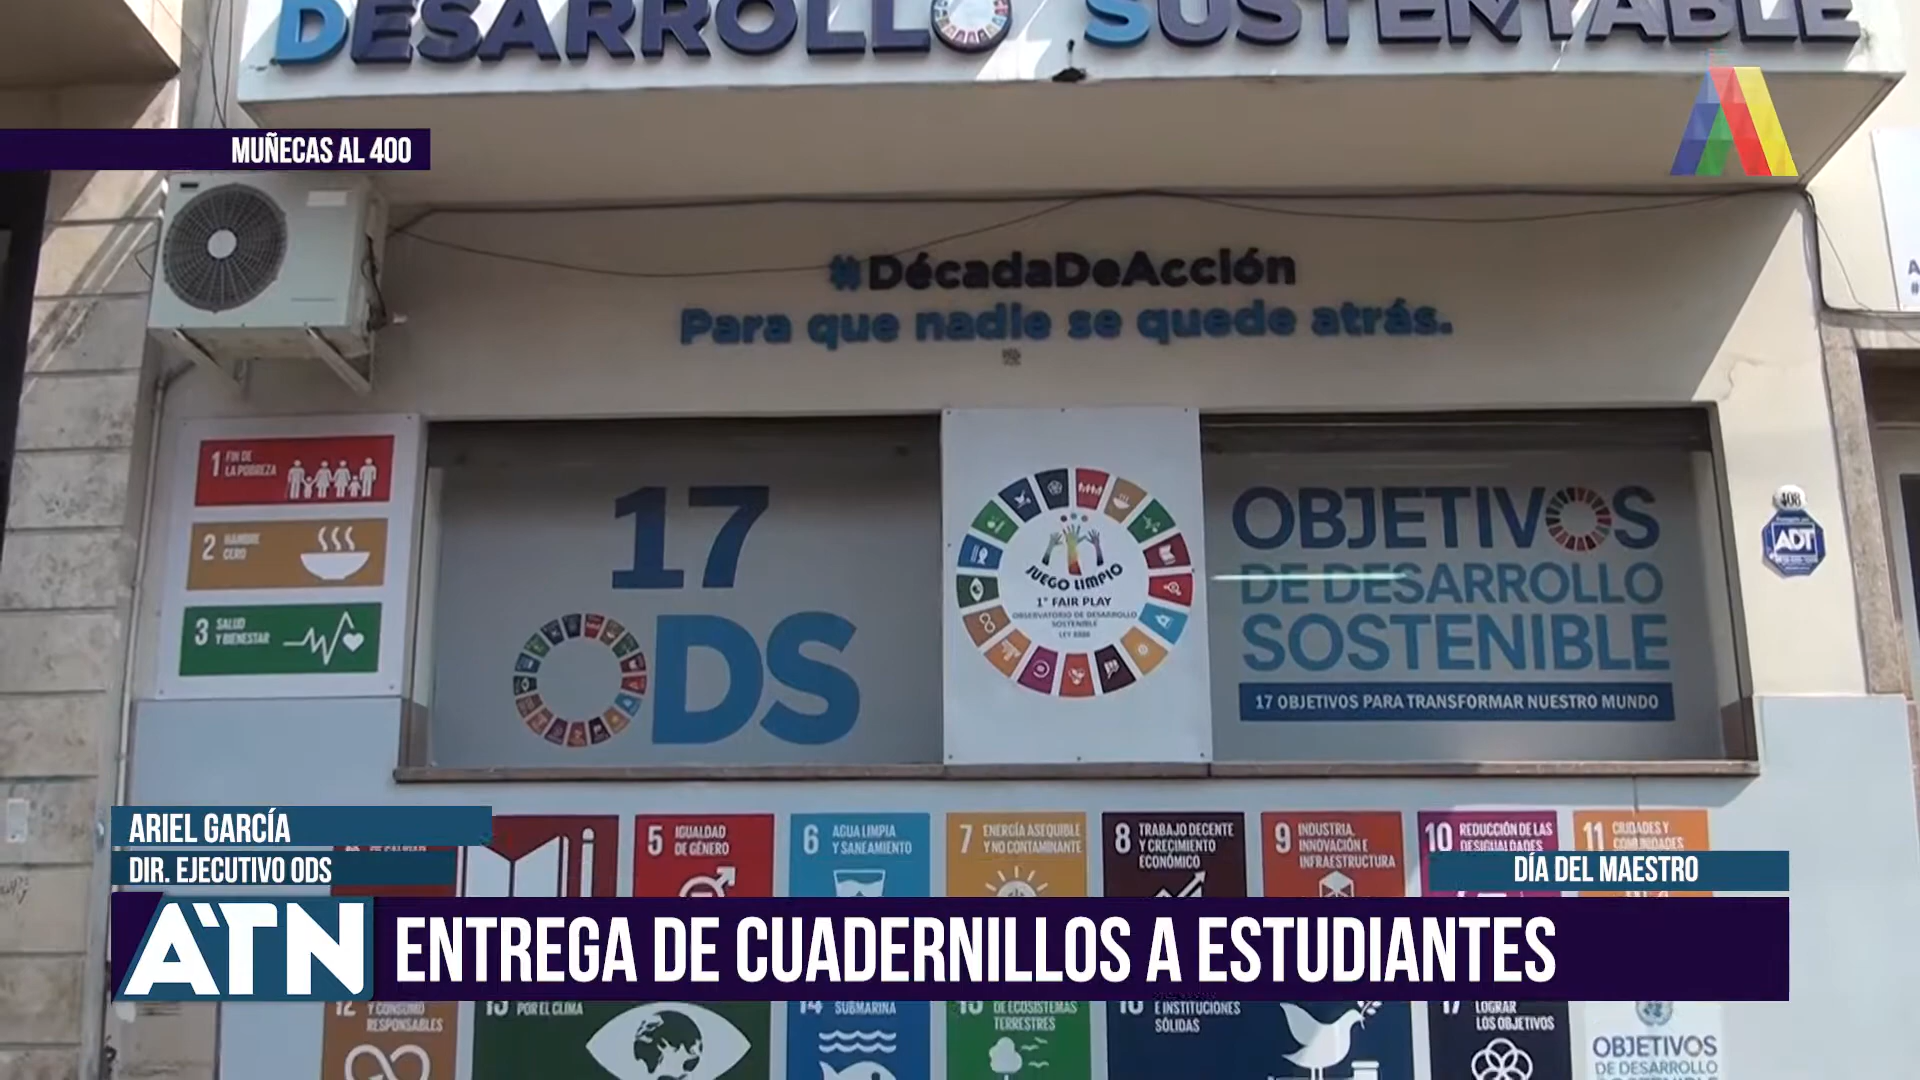 DESARROLLO SUSTENTABLE
MUÑECAS AL 400
#DécadaDeAcción
Para que nadie se quede atrás.
1 FIN DE
LA POBREZA
2 HAMBRE
CERO
3 SALUD
Y BIENESTAR
17
ODS
JUEGO LIMPIO
1° FAIR PLAY
OBSERVATORIO DE DESARROLLO
SOSTENIBLE
OBJETIVOS
DE DESARROLLO
SOSTENIBLE
17 OBJETIVOS PARA TRANSFORMAR NUESTRO MUNDO
408
ADT
5 IGUALDAD
DE GÉNERO
6 AGUA LIMPIA
Y SANEAMIENTO
7 ENERGÍA ASEQUIBLE
Y NO CONTAMINANTE
8 TRABAJO DECENTE
Y CRECIMIENTO
ECONÓMICO
9 INDUSTRIA,
INNOVACIÓN E
INFRAESTRUCTURA
10 REDUCCIÓN DE LAS
DESIGUALDADES
11 CIUDADES Y
COMUNIDADES
ARIEL GARCÍA
DIR. EJECUTIVO ODS
DÍA DEL MAESTRO
ATN ENTREGA DE CUADERNILLOS A ESTUDIANTES
12 Y CONSUMO
RESPONSABLES
13 POR EL CLIMA
14 SUBMARINA
15 DE ECOSISTEMAS
TERRESTRES
16 E INSTITUCIONES
SÓLIDAS
17 LOGRAR
LOS OBJETIVOS
OBJETIVOS
DE DESARROLLO
SOSTENIBLE